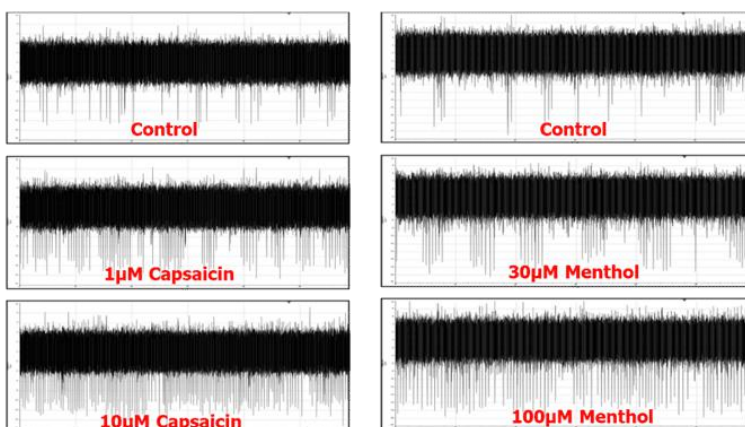 Control
Control
1µM Capsaicin
30µM Menthol
10µM Capsaicin
100µM Menthol